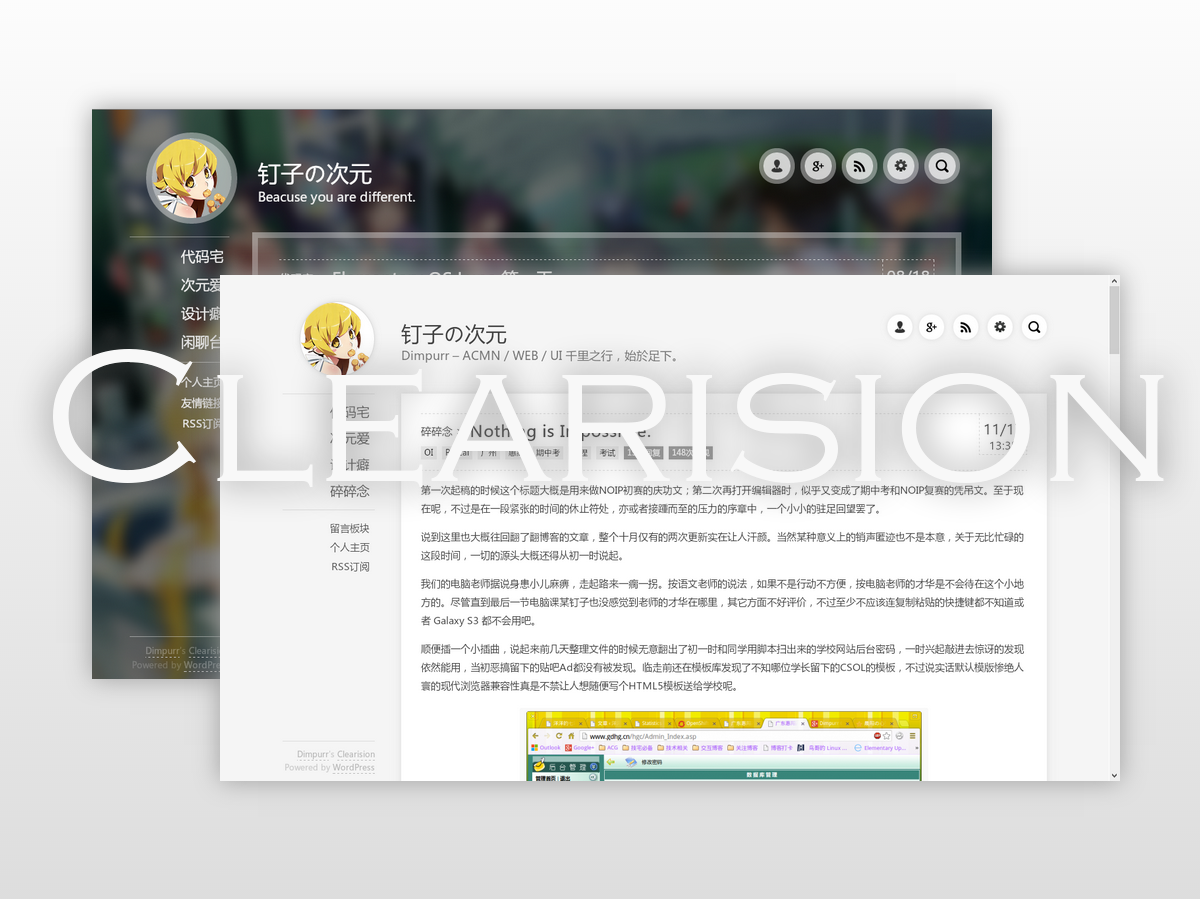 钉子の次元
Beacuse you are different.
代码宅
次元爱
设计癖
闲聊台
个人主页
友情链接
RSS订阅
08/18
Dimpurr's Clearision
Powered by WordPre
钉子の次元
Dimpurr – ACMN / WEB / UI 千里之行，始於足下。
CLEARISION
代码宅
次元爱
设计癖
碎碎念
留言板块
个人主页
RSS订阅
Dimpurr's Clearision
Powered by WordPress
碎碎念 Nothing is Impossible.
11/1
13:3
OI 广州 期中考 考试 148次
第一次起稿的时候这个标题大概是用来做NOIP初赛的庆功文；第二次再打开编辑器时，似乎又变成了期中考和NOIP复赛的凭吊文。至于现
在呢，不过是在一段紧张的时间的休止符处，亦或者接踵而至的压力的序章中，一个小小的驻足回望罢了。
说到这里也大概往回翻了翻博客的文章，整个十月仅有的两次更新实在让人汗颜。当然某种意义上的销声匿迹也不是本意，关于无比忙碌的
这段时间，一切的源头大概还得从初一时说起。
我们的电脑老师据说身患小儿麻痹，走起路来一瘸一拐。按语文老师的说法，如果不是行动不方便，按电脑老师的才华是不会待在这个小地
方的。尽管直到最后一节电脑课某钉子也没感觉到老师的才华在哪里，其它方面不好评价，不过至少不应该连复制粘贴的快捷键都不知道或
者 Galaxy S3 都不会用吧。
顺便插一个小插曲，说起来前几天整理文件的时候无意翻出了初一时和同学用脚本扫出来的学校网站后台密码，一时兴起敲进去惊讶的发现
依然能用，当初恶搞留下的贴吧Ad都没有被发现。临走前还在模板库发现了不知哪位学长留下的CSOL的模板，不过说实话默认模版惨绝人
寰的现代浏览器兼容性真是不禁让人想随便写个HTML5模板送给学校呢。
www.gdhg.cn/hgc/Admin_Index.asp
Outlook Google+ ACG 技宅必备 技术相关 交互博客 关注博客 博客打卡 鸟哥的 Linux... Elementary Up...
后台管理 修改密码
管理首页 | 退出 数据库管理